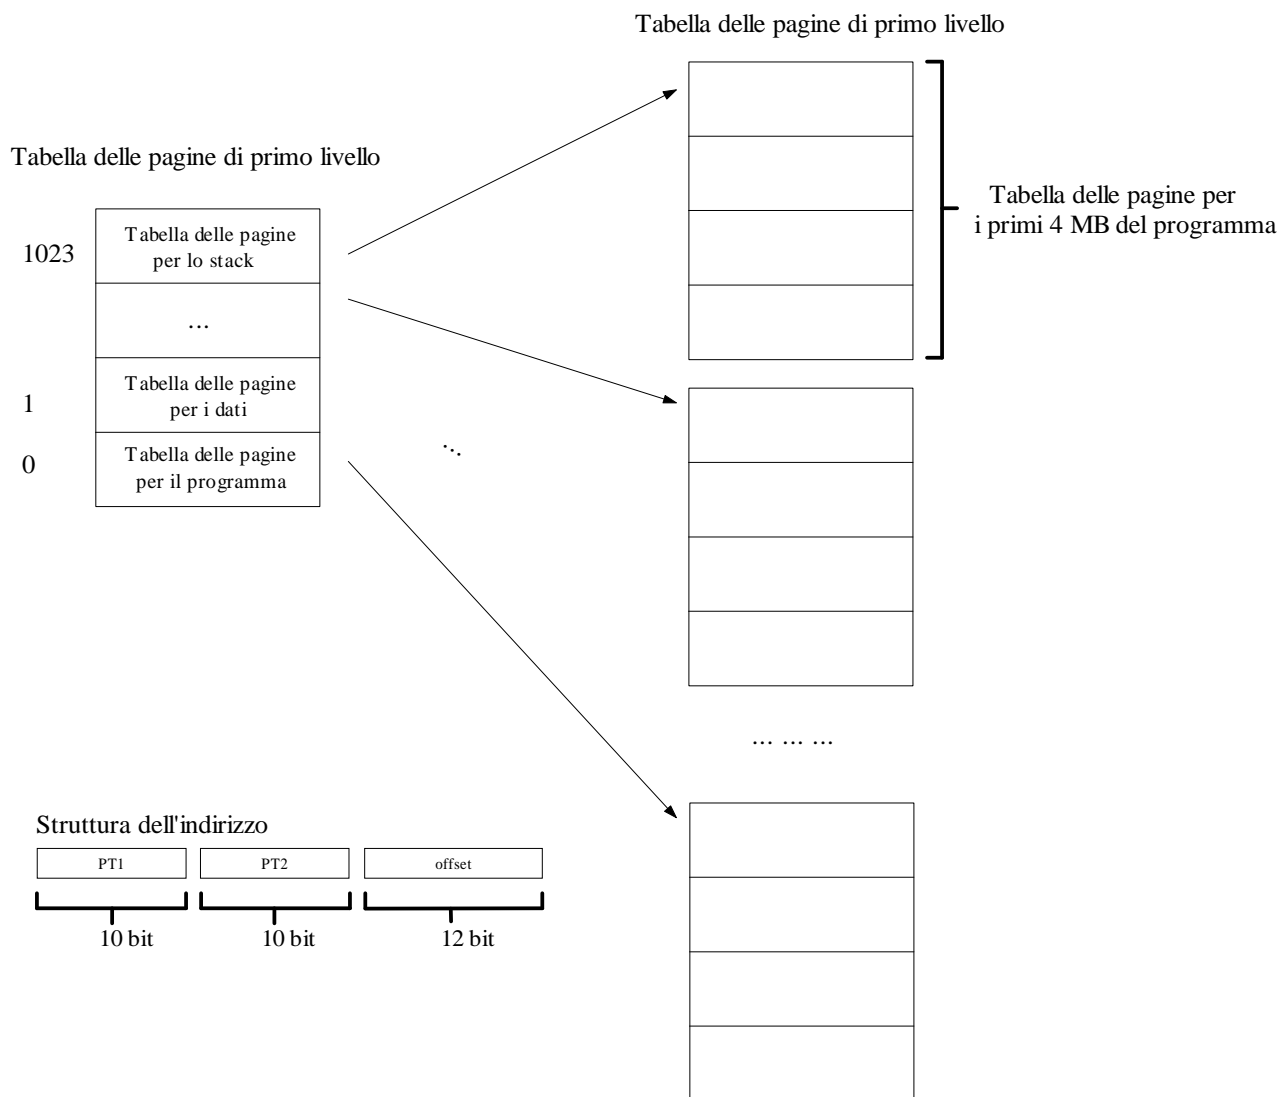 Tabella delle pagine di primo livello
Tabella delle pagine di primo livello
1023
Tabella delle pagine
per lo stack
...
1
Tabella delle pagine
per i dati
0
Tabella delle pagine
per il programma
...
Tabella delle pagine per
i primi 4 MB del programma
... ... ...
Struttura dell'indirizzo
PT1
PT2
offset
10 bit
10 bit
12 bit